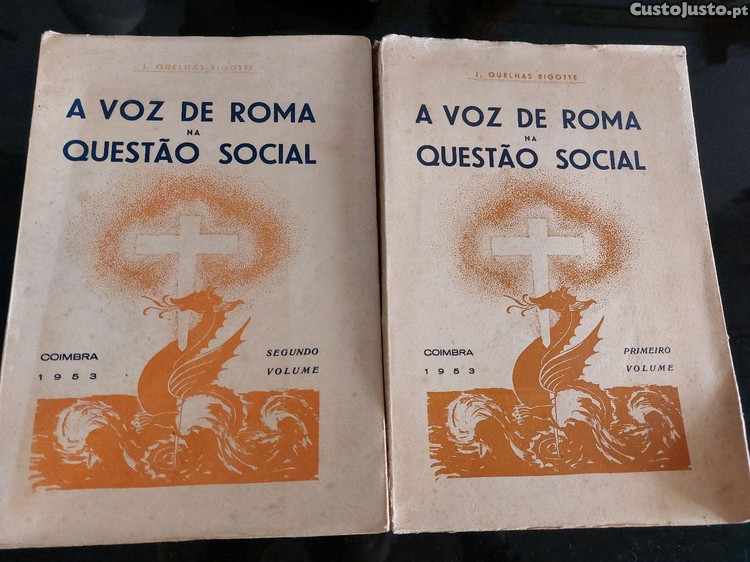 CustoJusto.pt
J. QUELHAS BIGOTTE
A VOZ DE ROMA
NA
QUESTÃO SOCIAL
COIMBRA
1953
SEGUNDO
VOLUME
J. QUELHAS BIGOTTE
A VOZ DE ROMA
NA
QUESTÃO SOCIAL
COIMBRA
1953
PRIMEIRO
VOLUME